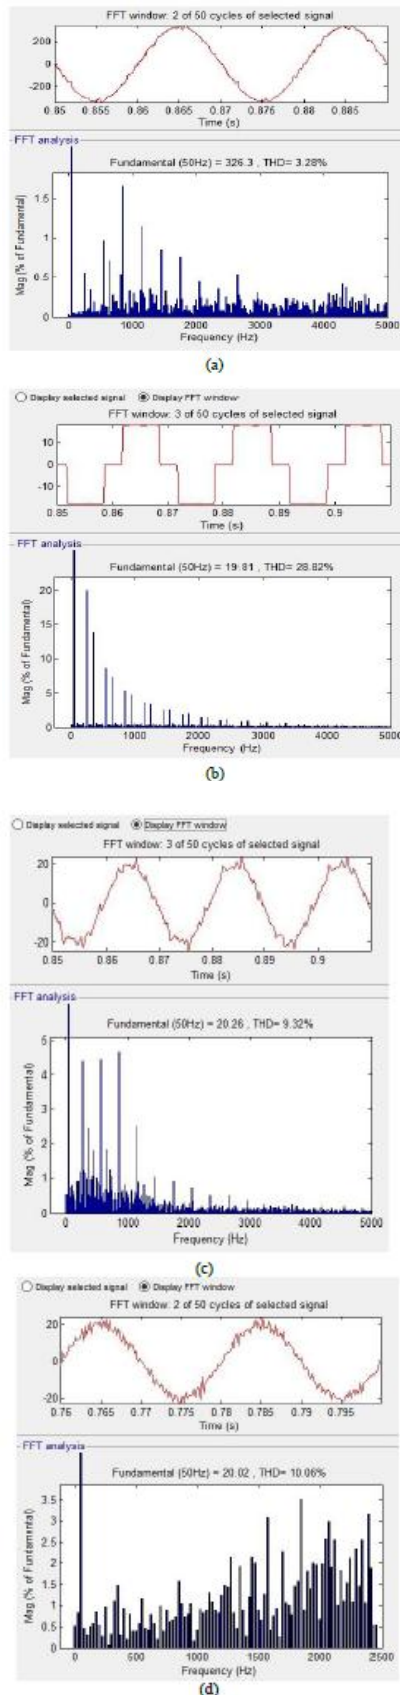 FFT window: 2 of 50 cycles of selected signal
200
0
-200
0.85 0.855 0.86 0.865 0.87 0.875 0.88 0.885
Time (s)
FFT analysis
Fundamental (50Hz) = 326.3 , THD= 3.28%
Mag (% of Fundamental)
1.5
1
0.5
0
0 1000 2000 3000 4000 5000
Frequency (Hz)
(a)
Display selected signal Display FFT window
FFT window: 3 of 50 cycles of selected signal
10
0
-10
0.85 0.86 0.87 0.88 0.89 0.9
Time (s)
FFT analysis
Fundamental (50Hz) = 19.81 , THD= 28.82%
Mag (% of Fundamental)
20
15
10
5
0
0 1000 2000 3000 4000 5000
Frequency (Hz)
(b)
Display selected signal Display FFT window
FFT window: 3 of 50 cycles of selected signal
20
0
-20
0.85 0.86 0.87 0.88 0.89 0.9
Time (s)
FFT analysis
Fundamental (50Hz) = 20.26 , THD= 9.32%
Mag (% of Fundamental)
5
4
3
2
1
0
0 1000 2000 3000 4000 5000
Frequency (Hz)
(c)
Display selected signal Display FFT window
FFT window: 2 of 50 cycles of selected signal
20
0
-20
0.76 0.765 0.77 0.775 0.78 0.785 0.79 0.795
Time (s)
FFT analysis
Fundamental (50Hz) = 20.02 , THD= 10.06%
Mag (% of Fundamental)
3.5
3
2.5
2
1.5
1
0.5
0
0 500 1000 1500 2000 2500
Frequency (Hz)
(d)